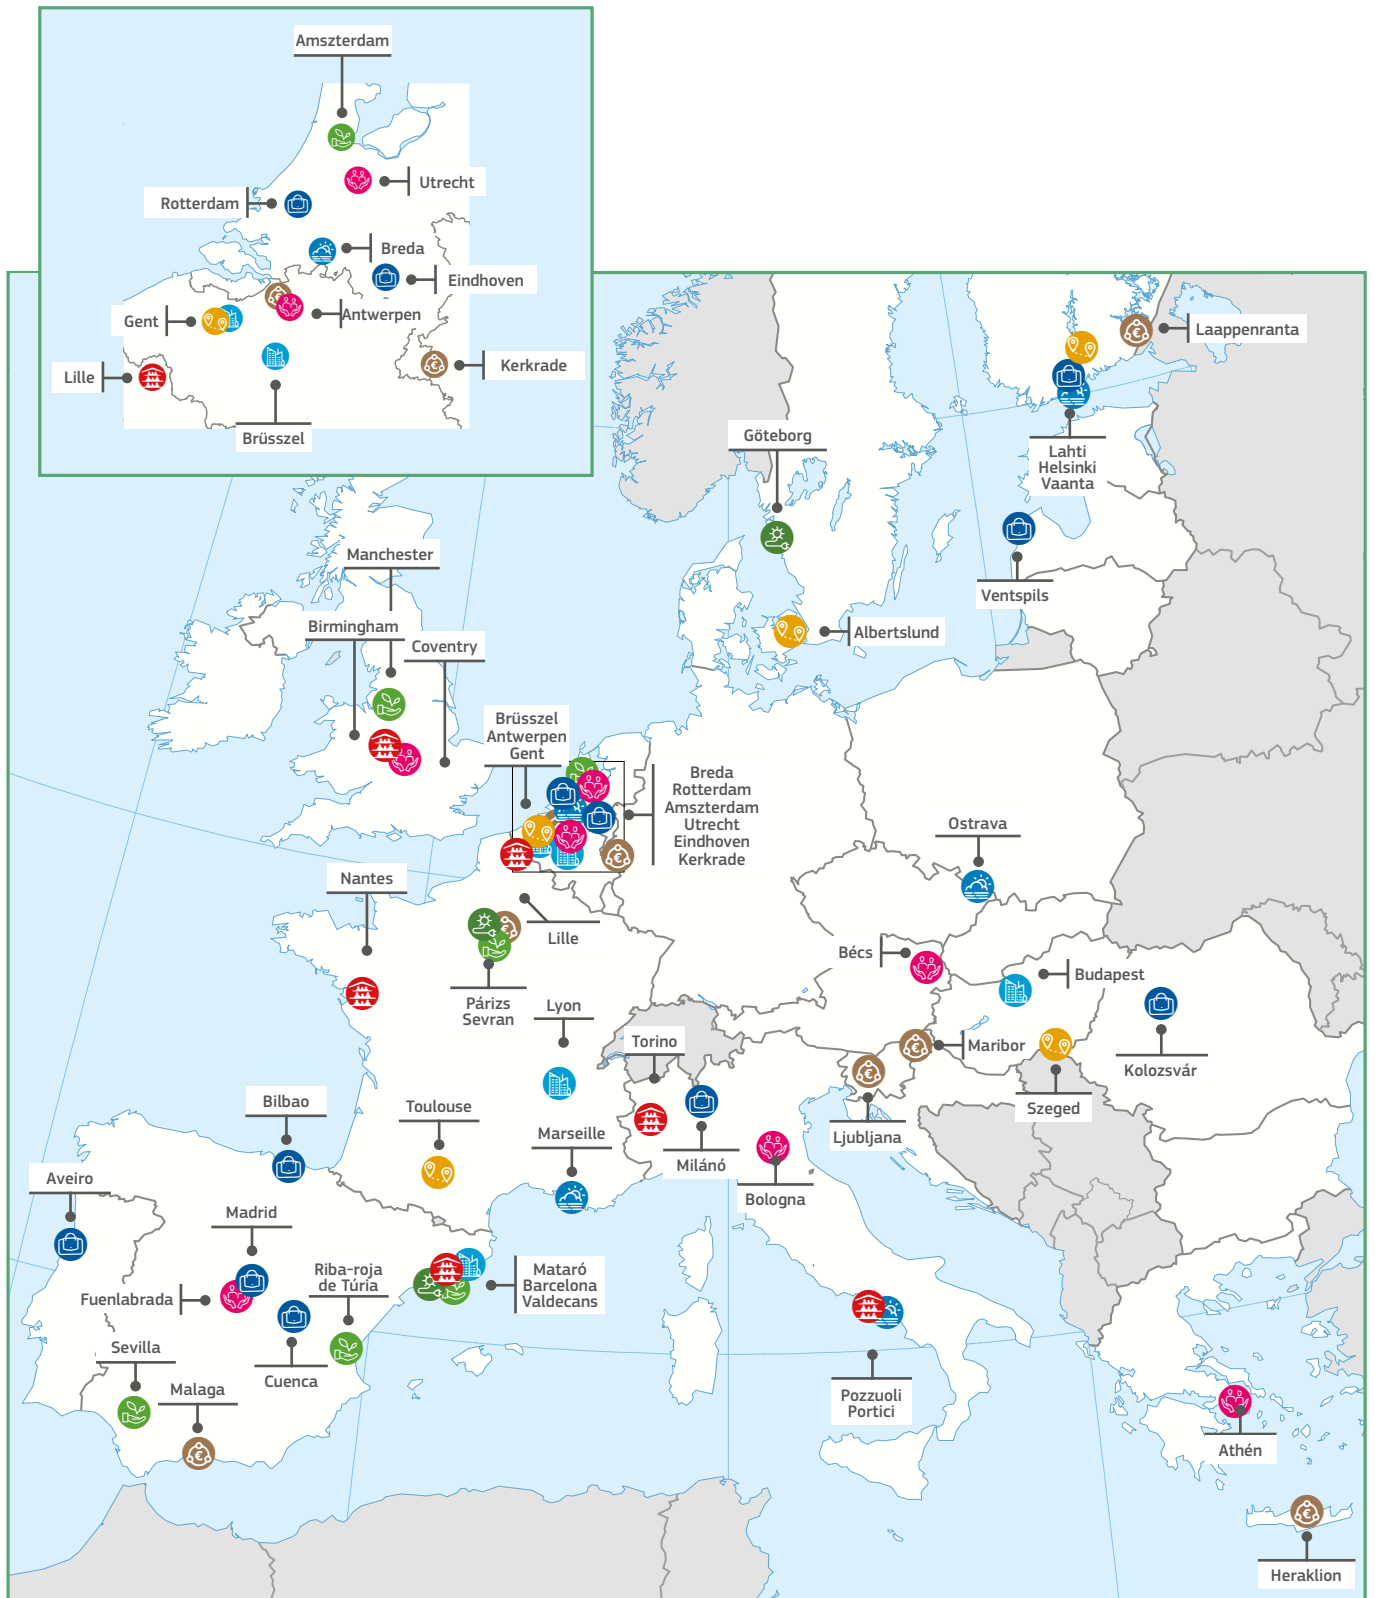 Amszterdam
Utrecht
Rotterdam
Breda
Eindhoven
Antwerpen
Gent
Kerkrade
Lille
Brüsszel
Laappenranta
Göteborg
Lahti
Helsinki
Vaanta
Manchester
Ventspils
Birmingham
Albertslund
Coventry
Brüsszel
Antwerpen
Gent
Breda
Rotterdam
Amszterdam
Utrecht
Eindhoven
Kerkrade
Ostrava
Nantes
Lille
Bécs
Budapest
Párizs
Sevran
Lyon
Torino
Maribor
Kolozsvár
Bilbao
Toulouse
Szeged
Marseille
Ljubljana
Milánó
Aveiro
Bologna
Madrid
Riba-roja
de Túria
Mataró
Barcelona
Valdecans
Fuenlabrada
Sevilla
Cuenca
Malaga
Pozzuoli
Portici
Athén
Heraklion